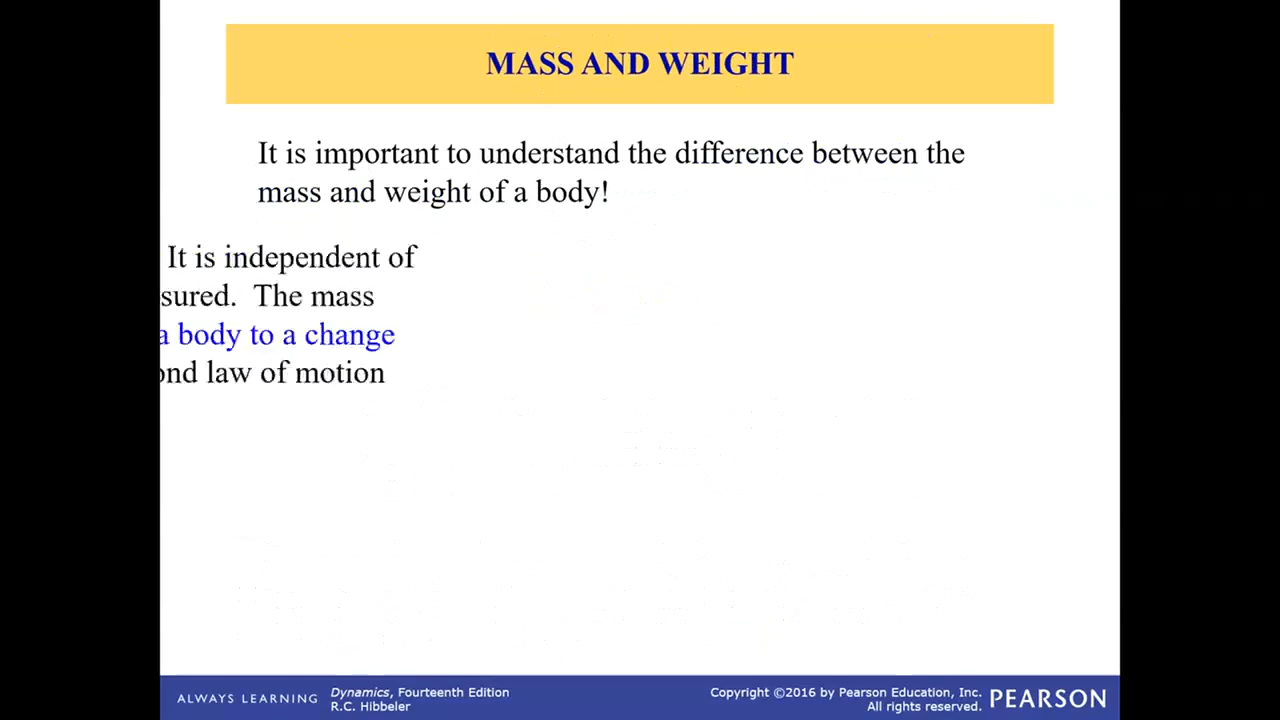 MASS AND WEIGHT
It is important to understand the difference between the
mass and weight of a body!
It is independent of
sured. The mass
a body to a change
ond law of motion
ALWAYS LEARNING
Dynamics, Fourteenth Edition
R.C. Hibbeler
Copyright ©2016 by Pearson Education, Inc.
All rights reserved.
PEARSON